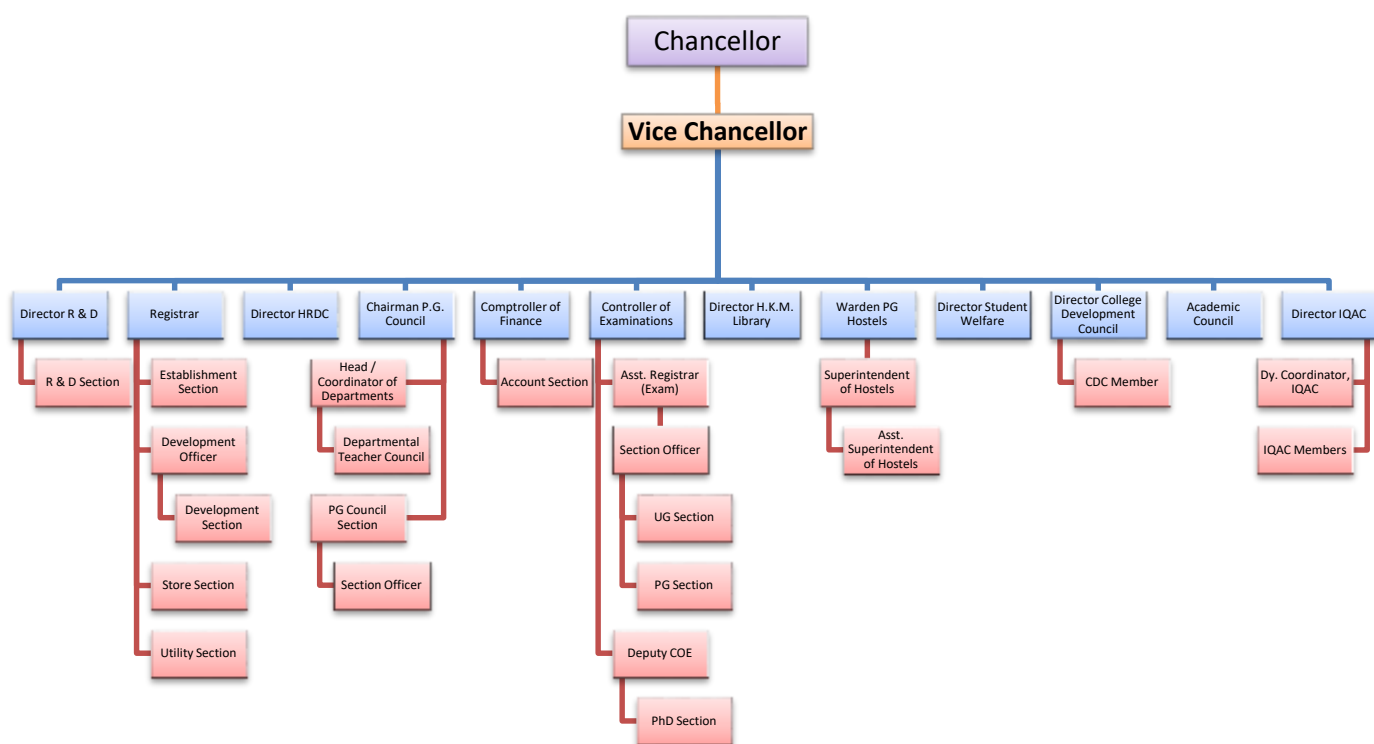 Chancellor
Vice Chancellor
Director R & D
Registrar
Director HRDC
Chairman P.G.
Council
Comptroller of
Finance
Controller of
Examinations
Director H.K.M.
Library
Warden PG
Hostels
Director Student
Welfare
Director College
Development
Council
Academic
Council
Director IQAC
R & D Section
Establishment
Section
Head /
Coordinator of
Departments
Account Section
Asst. Registrar
(Exam)
Superintendent
of Hostels
CDC Member
Dy. Coordinator,
IQAC
Development
Officer
Departmental
Teacher Council
Section Officer
Asst.
Superintendent
of Hostels
IQAC Members
Development
Section
PG Council
Section
UG Section
Store Section
Section Officer
PG Section
Utility Section
Deputy COE
PhD Section